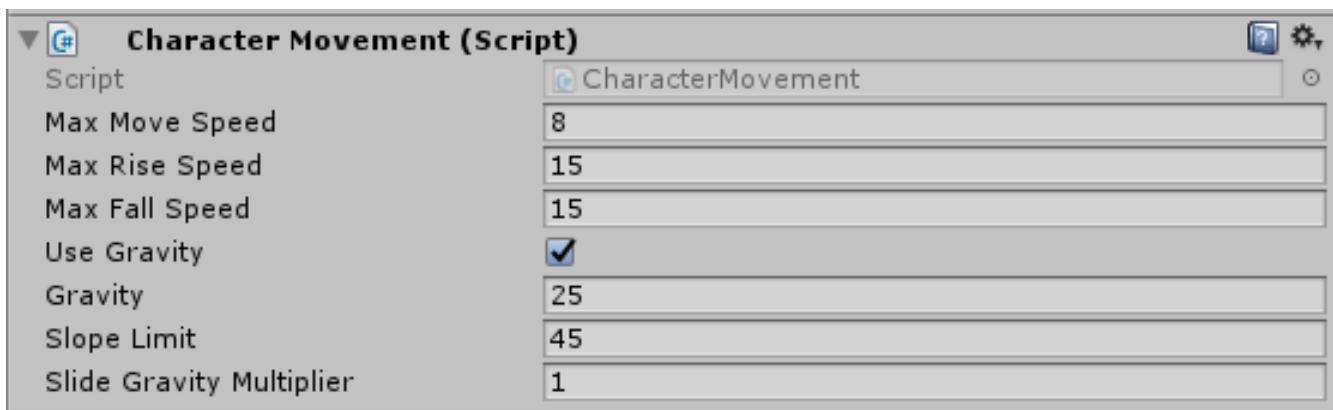 Character Movement (Script)
Script CharacterMovement
Max Move Speed 8
Max Rise Speed 15
Max Fall Speed 15
Use Gravity
Gravity 25
Slope Limit 45
Slide Gravity Multiplier 1